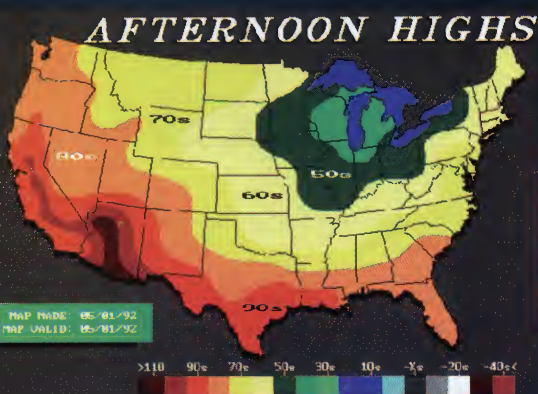 AFTERNOON HIGHS
70s
80s
50s
60s
90s
MAP MADE: 05/01/92
MAP VALID: 05/01/92
>110 90s 70s 50s 30s 10s -Xs -20s -40s<